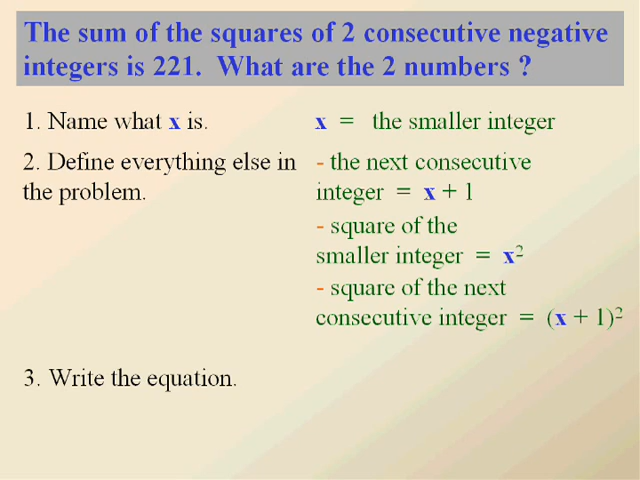 The sum of the squares of 2 consecutive negative
integers is 221. What are the 2 numbers ?
1. Name what x is.
x = the smaller integer
2. Define everything else in
the problem.
- the next consecutive
integer = x + 1
- square of the
smaller integer = x²
- square of the next
consecutive integer = (x + 1)²
3. Write the equation.